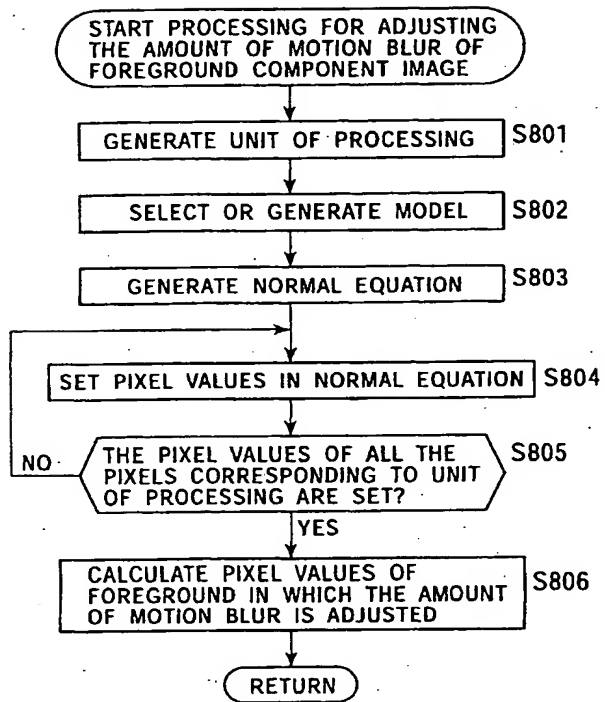 START PROCESSING FOR ADJUSTING
THE AMOUNT OF MOTION BLUR OF
FOREGROUND COMPONENT IMAGE
GENERATE UNIT OF PROCESSING
S801
SELECT OR GENERATE MODEL
S802
GENERATE NORMAL EQUATION
S803
SET PIXEL VALUES IN NORMAL EQUATION
S804
THE PIXEL VALUES OF ALL THE
PIXELS CORRESPONDING TO UNIT
OF PROCESSING ARE SET?
S805
NO
YES
CALCULATE PIXEL VALUES OF
FOREGROUND IN WHICH THE AMOUNT
OF MOTION BLUR IS ADJUSTED
S806
RETURN